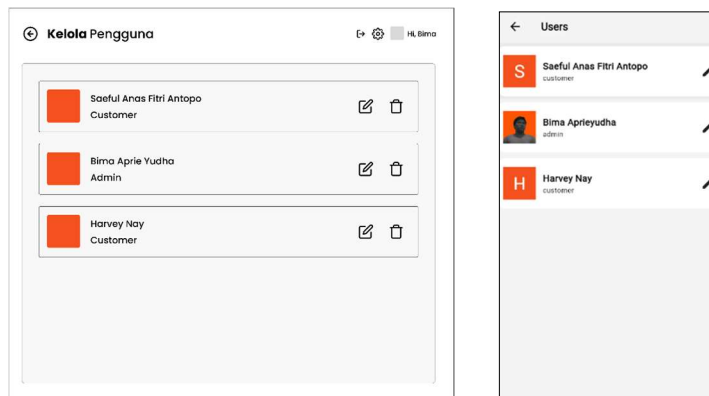 Kelola Pengguna
Hi, Bima
Saeful Anas Fitri Antopo
Customer
Bima Aprie Yudha
Admin
Harvey Nay
Customer
Users
S
Saeful Anas Fitri Antopo
customer
Bima Aprieyudha
admin
H
Harvey Nay
customer